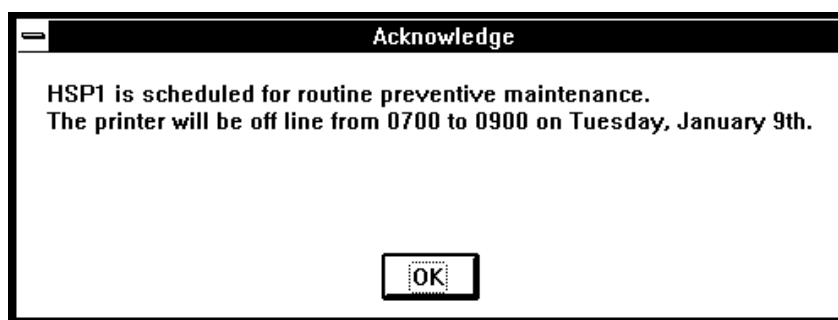 Acknowledge
HSP1 is scheduled for routine preventive maintenance.
The printer will be off line from 0700 to 0900 on Tuesday, January 9th.
OK